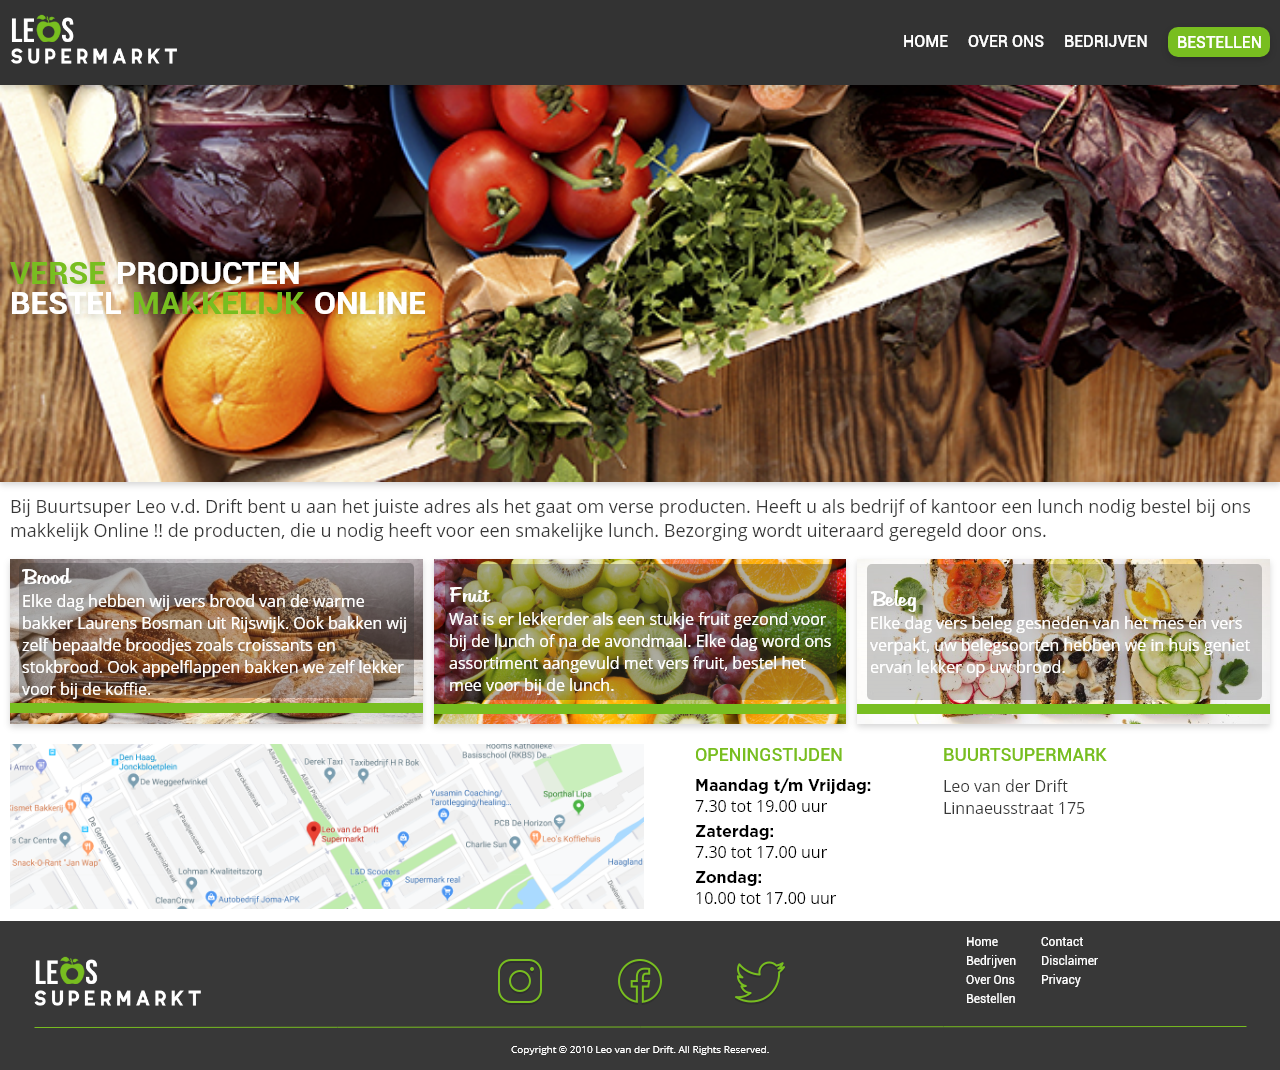 LEOS
SUPERMARKT
HOME OVER ONS BEDRIJVEN BESTELLEN
VERSE PRODUCTEN
BESTEL MAKKELIJK ONLINE
Bij Buurtsuper Leo v.d. Drift bent u aan het juiste adres als het gaat om verse producten. Heeft u als bedrijf of kantoor een lunch nodig bestel bij ons
makkelijk Online !! de producten, die u nodig heeft voor een smakelijke lunch. Bezorging wordt uiteraard geregeld door ons.
Brood
Elke dag hebben wij vers brood van de warme
bakker Laurens Bosman uit Rijswijk. Ook bakken wij
zelf bepaalde broodjes zoals croissants en
stokbrood. Ook appelflappen bakken we zelf lekker
voor bij de koffie.
Fruit
Wat is er lekkerder als een stukje fruit gezond voor
bij de lunch of na de avondmaal. Elke dag word ons
assortiment aangevuld met vers fruit, bestel het
mee voor bij de lunch.
Beleg
Elke dag vers beleg gesneden van het mes en vers
verpakt, uw belegsoorten hebben we in huis geniet
ervan lekker op uw brood.
Rooms Katholieke
Basisschool (RKBS) De...
Den Haag,
Jonckbloetplein
Amro
De Weggeefwinkel
Derek Taxi
Taxibedrijf H R Bok
Allard Piersonlaan
Yusamin Coaching/
Tarotlegging/healing...
Sporthal Lipa
Gismet Bakkerij
PCB De Horizon
Leo van de Drift
Supermarkt
's Car Centre
Charlie San
Leo's Koffiehuis
Snack-O-Rant "Jan Wap"
De Genestetlaan
Haagland
Lohman Kwaliteitszorg
L&D Scooters
Supermark real
CleanCrew
Autobedrijf Joma-APK
OPENINGSTIJDEN
Maandag t/m Vrijdag:
7.30 tot 19.00 uur
Zaterdag:
7.30 tot 17.00 uur
Zondag:
10.00 tot 17.00 uur
BUURTSUPERMARK
Leo van der Drift
Linnaeusstraat 175
LEOS
SUPERMARKT
Home Contact
Bedrijven Disclaimer
Over Ons Privacy
Bestellen
Copyright © 2010 Leo van der Drift. All Rights Reserved.